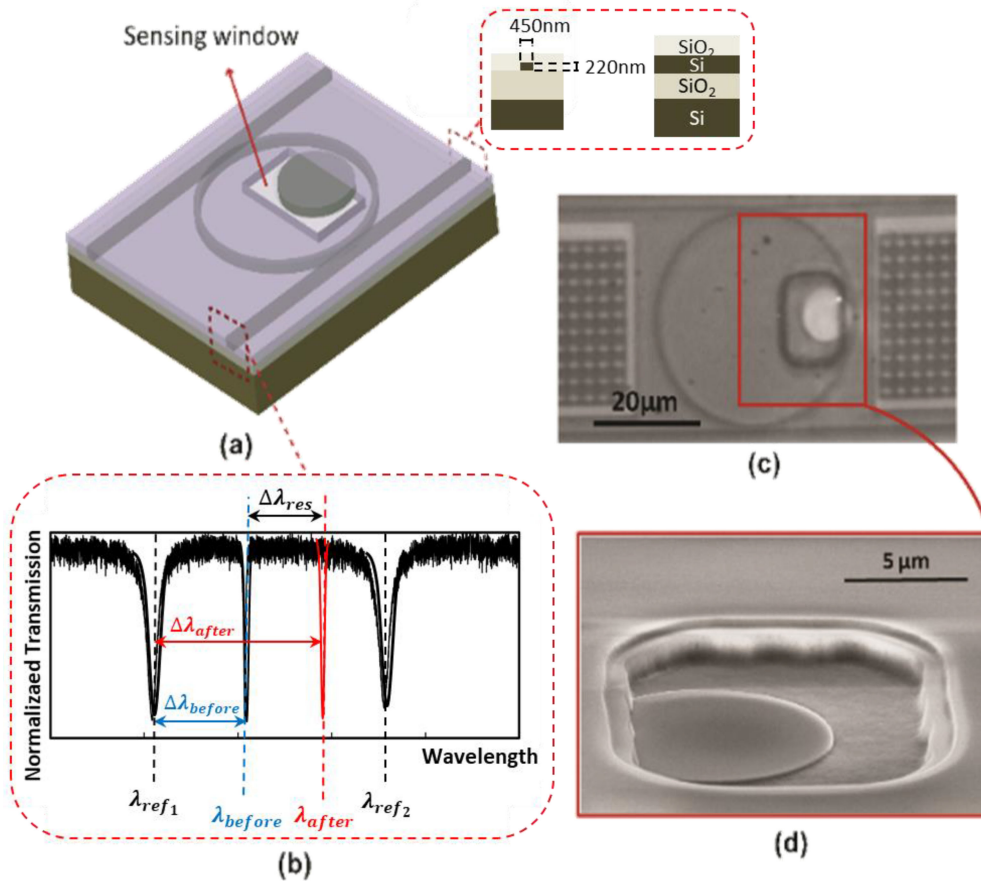 Sensing window
450nm
220nm
SiO2
Si
SiO2
Si
(a)
20μm
(c)
Δλres
Δλafter
Δλbefore
Normalizaed Transmission
Wavelength
λref1
λbefore
λafter
λref2
(b)
5 μm
(d)